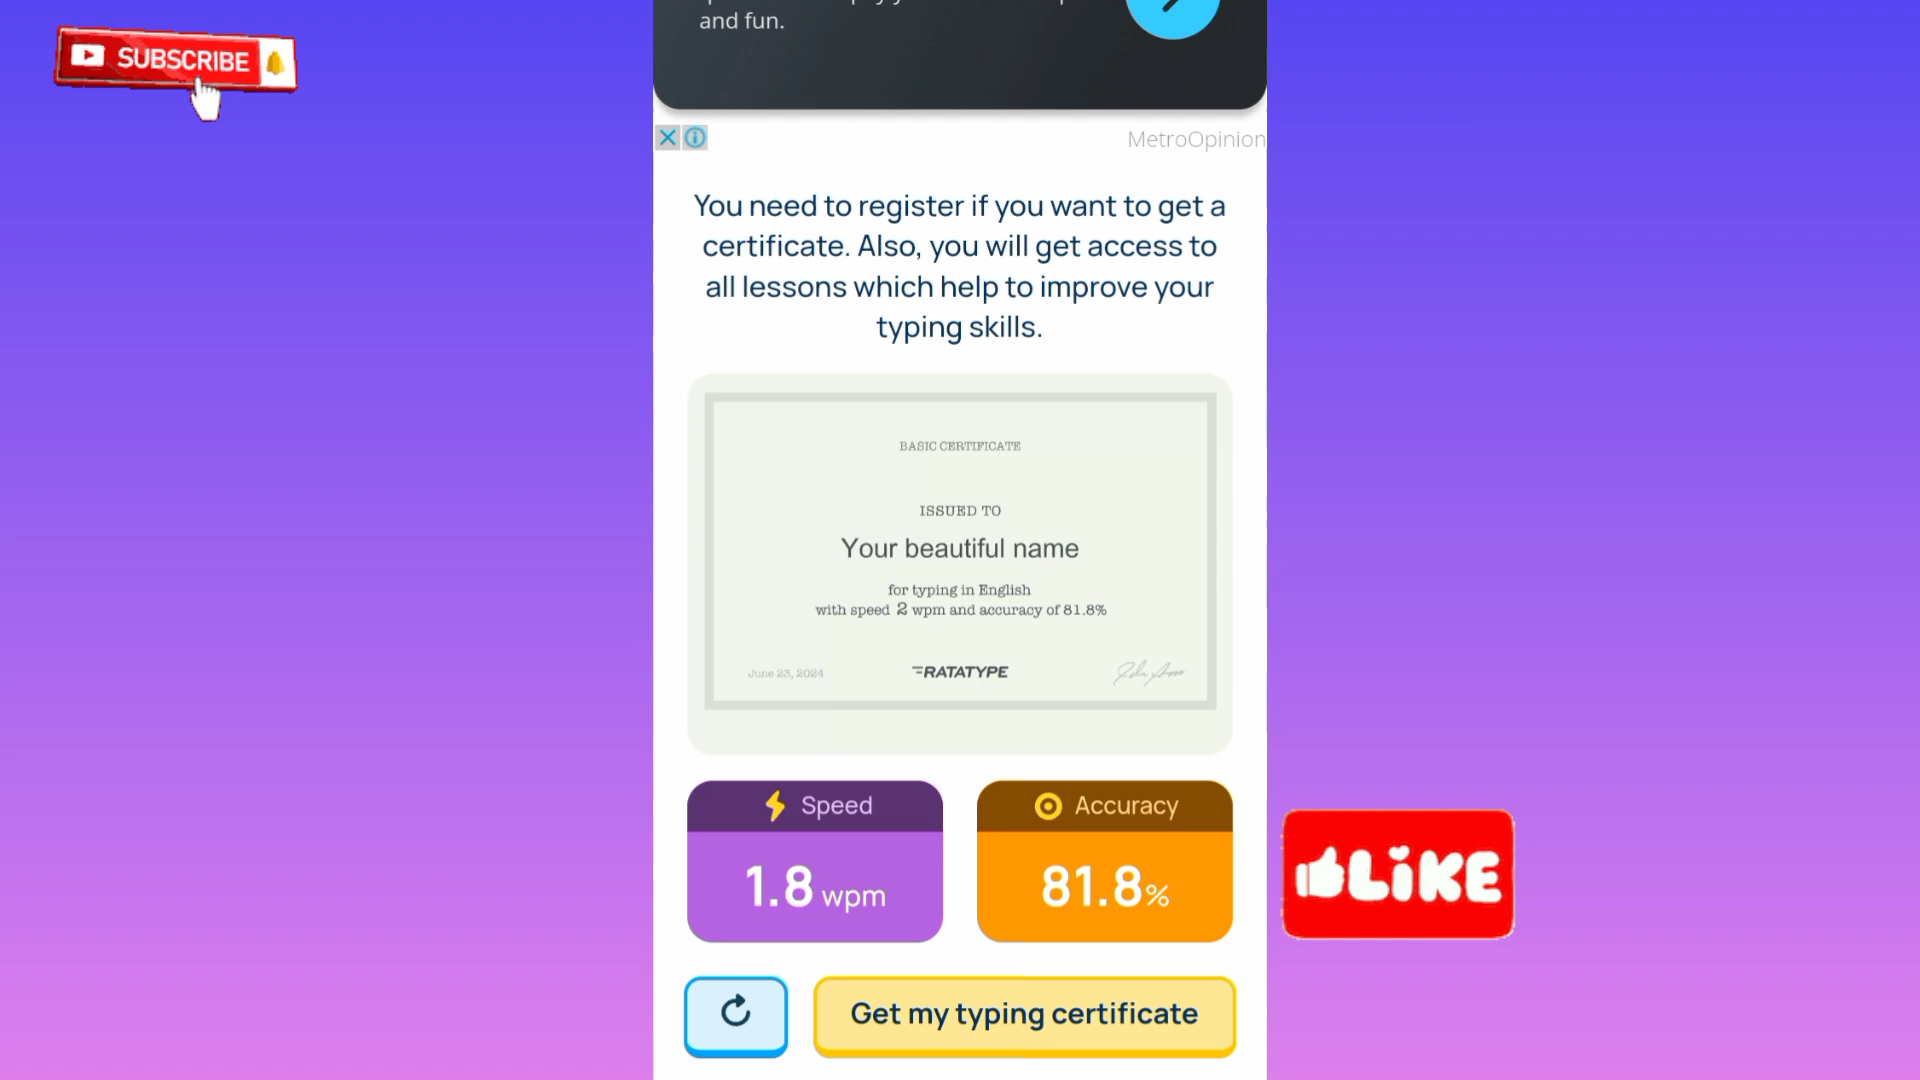 and fun.
SUBSCRIBE
MetroOpinion
You need to register if you want to get a
certificate. Also, you will get access to
all lessons which help to improve your
typing skills.
BASIC CERTIFICATE
ISSUED TO
Your beautiful name
for typing in English
with speed 2 wpm and accuracy of 81.8%
June 23, 2024
RATATYPE
Speed
Accuracy
1.8 wpm
81.8%
LiKE
Get my typing certificate